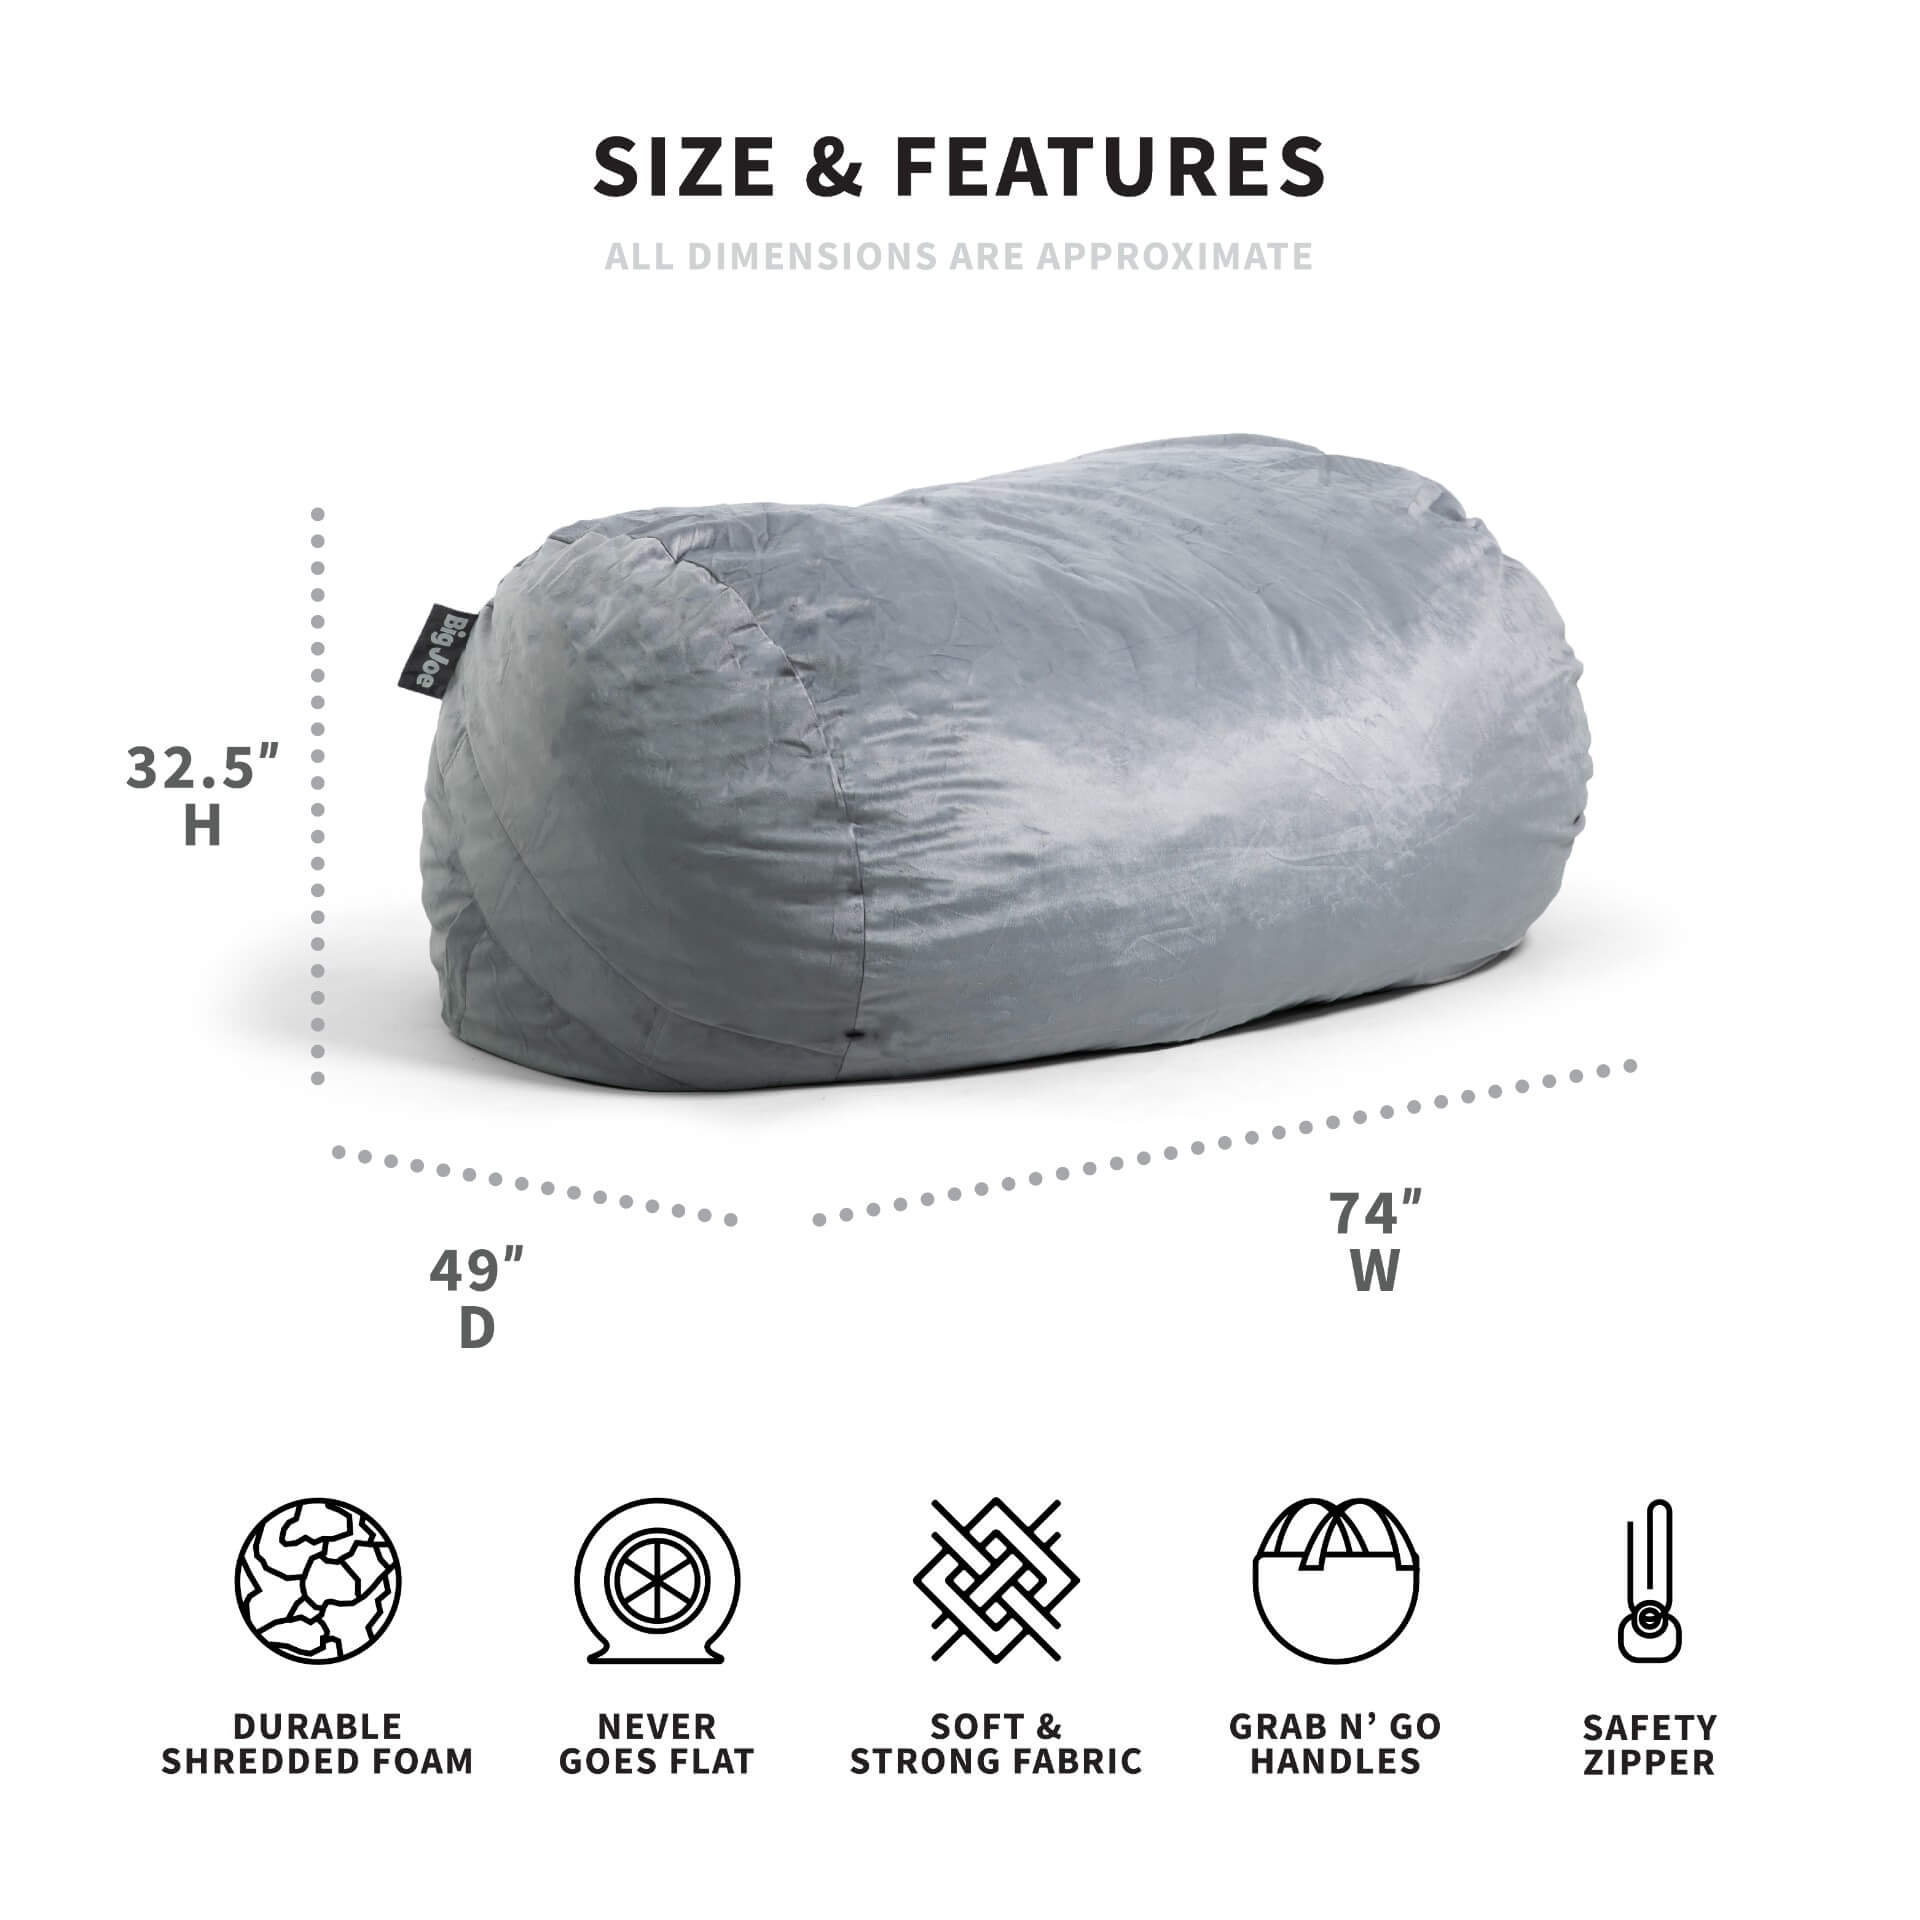 SIZE & FEATURES
ALL DIMENSIONS ARE APPROXIMATE
Big Joe
32.5"
H
49"
D
74"
W
DURABLE
SHREDDED FOAM
NEVER
GOES FLAT
SOFT &
STRONG FABRIC
GRAB N’ GO
HANDLES
SAFETY
ZIPPER